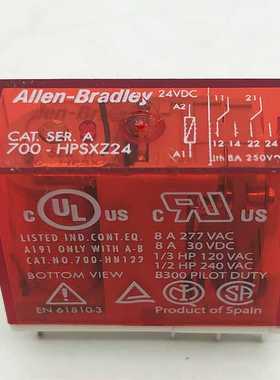 Allen-Bradley
24VDC
A2
11
21
CAT. SER. A
700 - HPSXZ24
A1
12 14 22 24
Ith 8A 250V
C UL US
C RU US
LISTED IND. CONT. EQ.
A191 ONLY WITH A-B
CAT. NO. 700-HN122
8 A 277 VAC
8 A 30 VDC
1/3 HP 120 VAC
1/2 HP 240 VAC
B300 PILOT DUTY
BOTTOM VIEW
EN 61810-3
Product of Spain